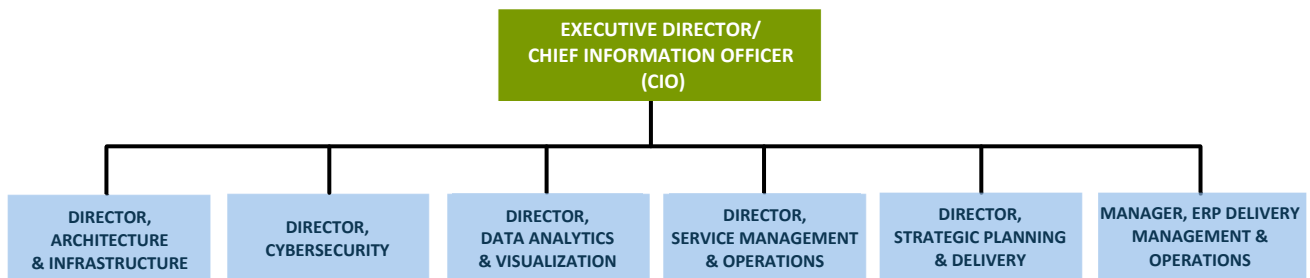 EXECUTIVE DIRECTOR/
CHIEF INFORMATION OFFICER
(CIO)
DIRECTOR,
ARCHITECTURE
& INFRASTRUCTURE
DIRECTOR,
CYBERSECURITY
DIRECTOR,
DATA ANALYTICS
& VISUALIZATION
DIRECTOR,
SERVICE MANAGEMENT
& OPERATIONS
DIRECTOR,
STRATEGIC PLANNING
& DELIVERY
MANAGER, ERP DELIVERY
MANAGEMENT &
OPERATIONS